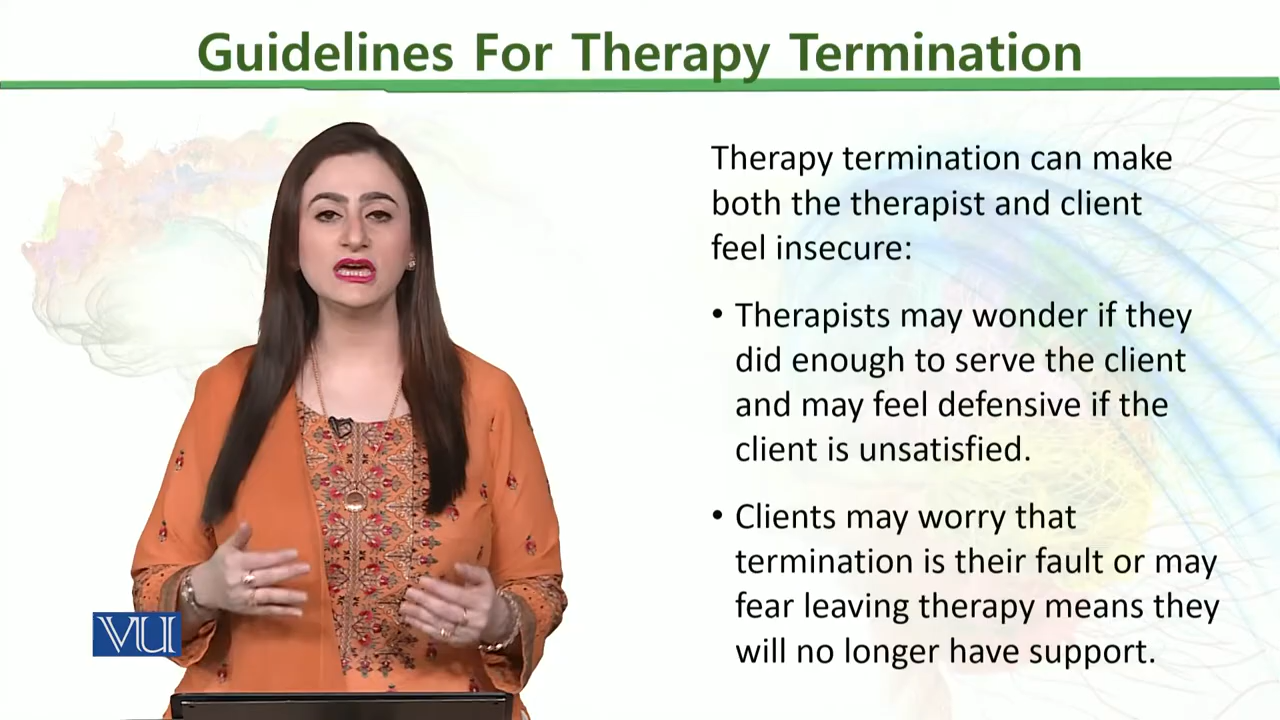 Guidelines For Therapy Termination
Therapy termination can make
both the therapist and client
feel insecure:
• Therapists may wonder if they
did enough to serve the client
and may feel defensive if the
client is unsatisfied.
• Clients may worry that
termination is their fault or may
fear leaving therapy means they
will no longer have support.
VU